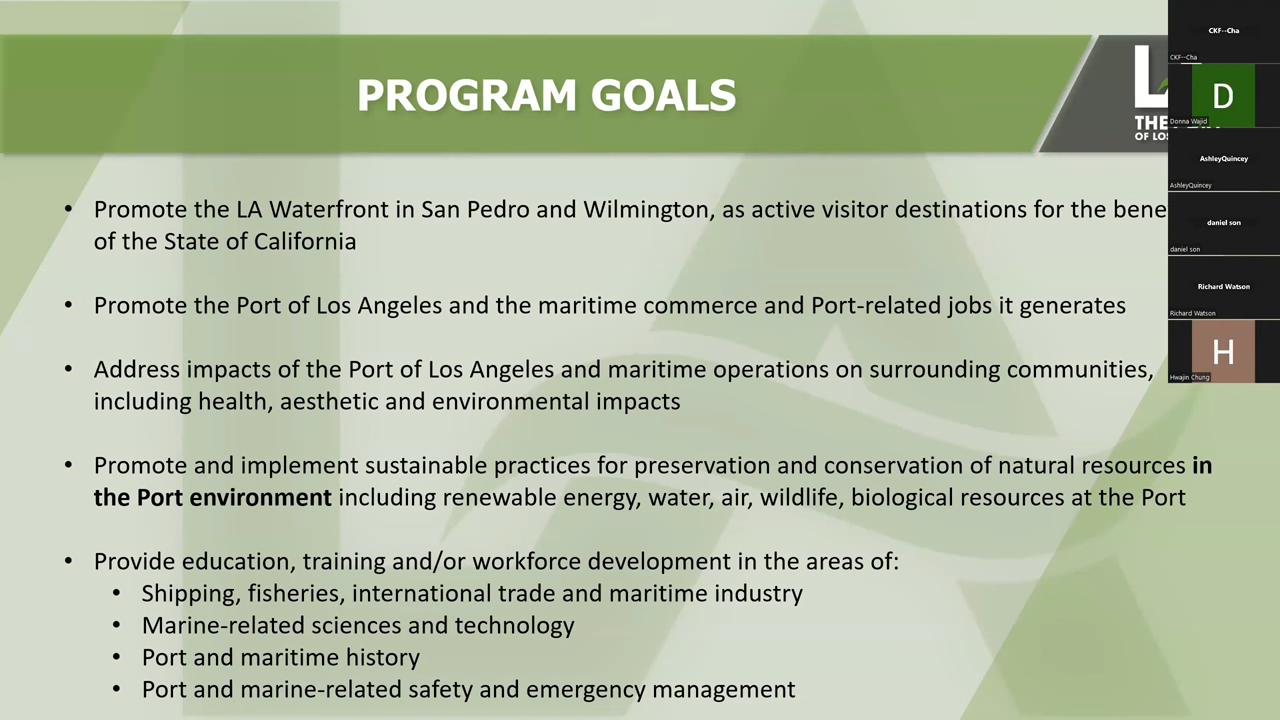 PROGRAM GOALS
THE
OF LOS
• Promote the LA Waterfront in San Pedro and Wilmington, as active visitor destinations for the bene
of the State of California
• Promote the Port of Los Angeles and the maritime commerce and Port-related jobs it generates
• Address impacts of the Port of Los Angeles and maritime operations on surrounding communities,
including health, aesthetic and environmental impacts
• Promote and implement sustainable practices for preservation and conservation of natural resources in
the Port environment including renewable energy, water, air, wildlife, biological resources at the Port
• Provide education, training and/or workforce development in the areas of:
• Shipping, fisheries, international trade and maritime industry
• Marine-related sciences and technology
• Port and maritime history
• Port and marine-related safety and emergency management
CKF--Cha
CKF--Cha
D
Donna Wajid
AshleyQuincey
AshleyQuincey
daniel son
daniel son
Richard Watson
Richard Watson
H
Hwajin Chung